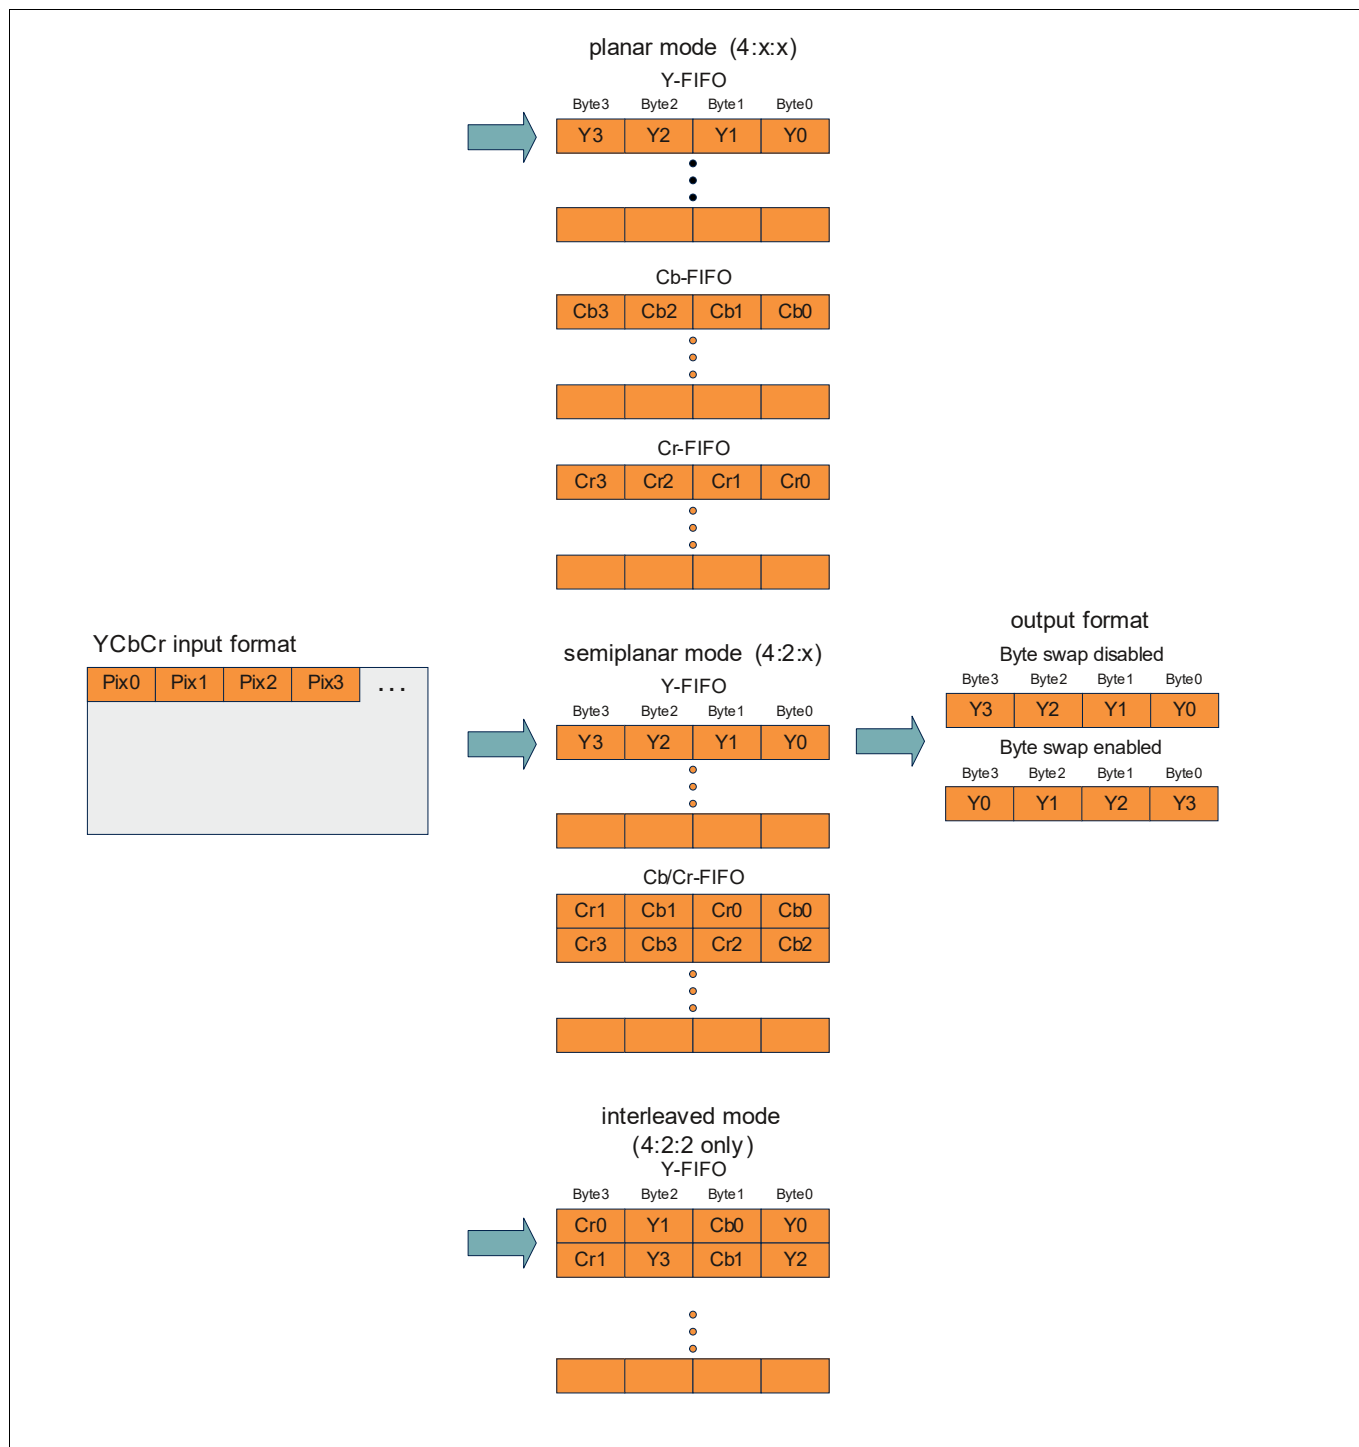 planar mode (4:x:x)
Y-FIFO
Byte3 Byte2 Byte1 Byte0
Y3 Y2 Y1 Y0
Cb-FIFO
Cb3 Cb2 Cb1 Cb0
Cr-FIFO
Cr3 Cr2 Cr1 Cr0
YCbCr input format
Pix0 Pix1 Pix2 Pix3 ...
semiplanar mode (4:2:x)
Y-FIFO
Byte3 Byte2 Byte1 Byte0
Y3 Y2 Y1 Y0
Cb/Cr-FIFO
Cr1 Cb1 Cr0 Cb0
Cr3 Cb3 Cr2 Cb2
output format
Byte swap disabled
Byte3 Byte2 Byte1 Byte0
Y3 Y2 Y1 Y0
Byte swap enabled
Byte3 Byte2 Byte1 Byte0
Y0 Y1 Y2 Y3
interleaved mode
(4:2:2 only)
Y-FIFO
Byte3 Byte2 Byte1 Byte0
Cr0 Y1 Cb0 Y0
Cr1 Y3 Cb1 Y2